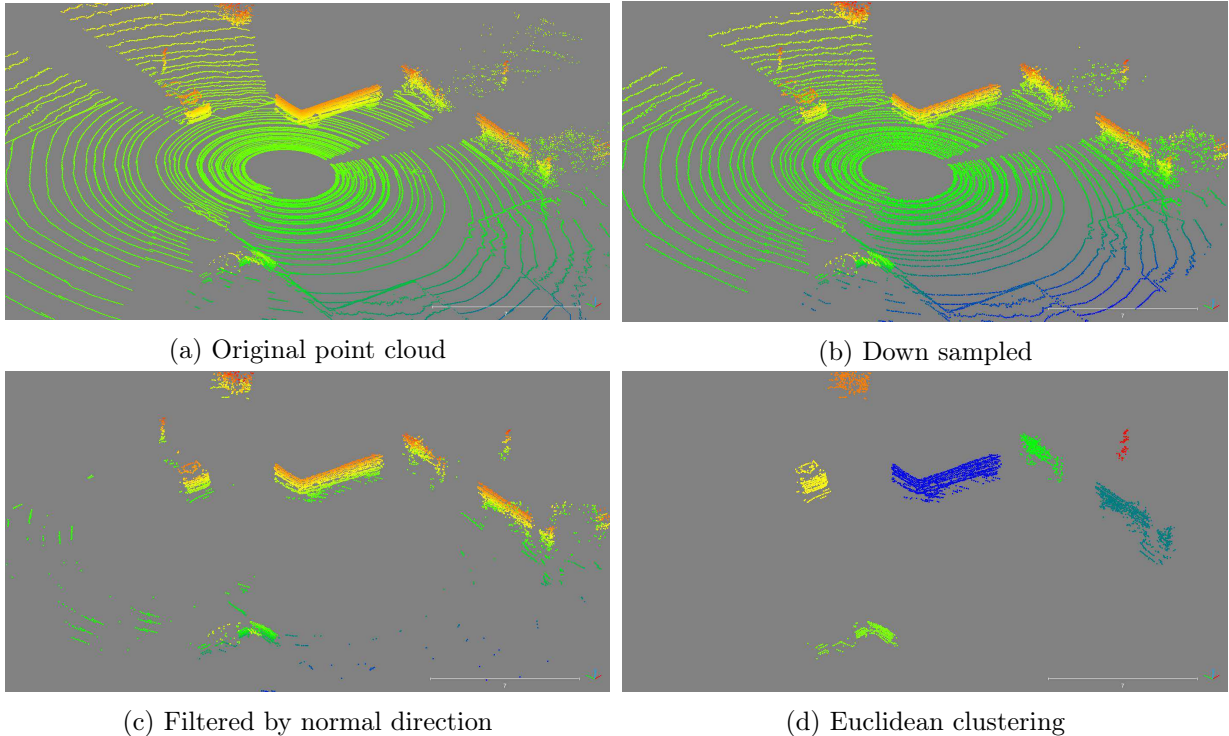 (a) Original point cloud
(b) Down sampled
(c) Filtered by normal direction
(d) Euclidean clustering